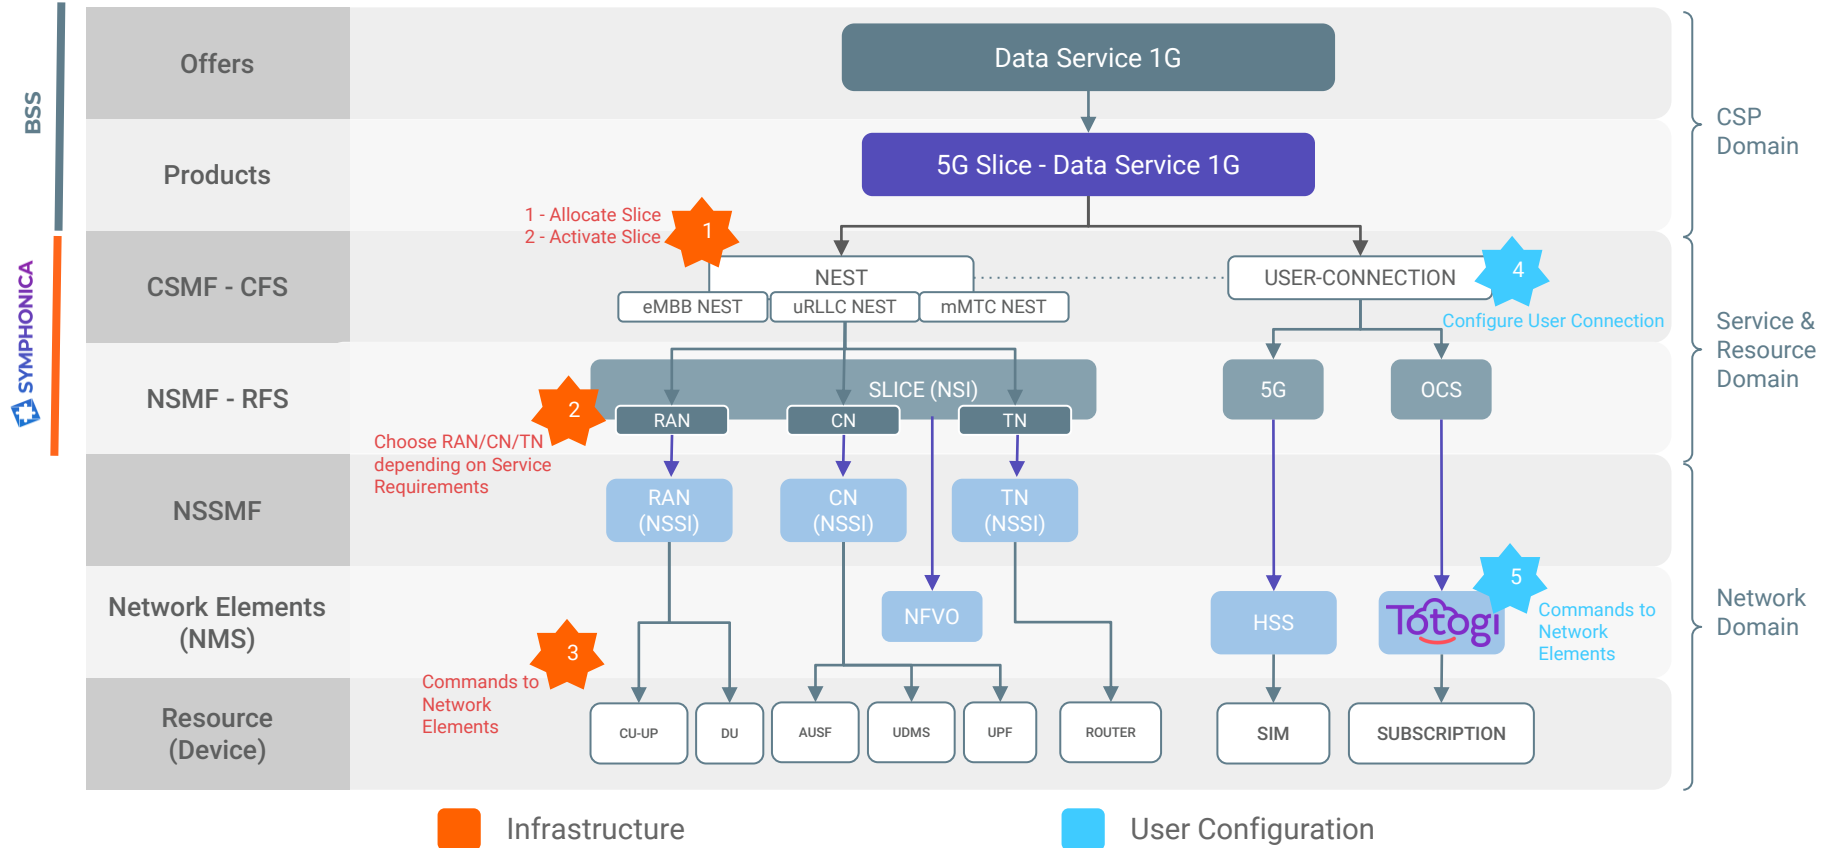 BSS
SYMPHONICA
Offers
Data Service 1G
CSP
Domain
Products
5G Slice - Data Service 1G
1 - Allocate Slice
2 - Activate Slice
1
CSMF - CFS
NEST
eMBB NEST
uRLLC NEST
mMTC NEST
USER-CONNECTION
4
Configure User Connection
Service &
Resource
Domain
NSMF - RFS
2
Choose RAN/CN/TN
depending on Service
Requirements
SLICE (NSI)
RAN
CN
TN
5G
OCS
NSSMF
RAN
(NSSI)
CN
(NSSI)
TN
(NSSI)
Network Elements
(NMS)
NFVO
HSS
Totogi
5
Commands to
Network
Elements
Network
Domain
3
Commands to
Network
Elements
Resource
(Device)
CU-UP
DU
AUSF
UDMS
UPF
ROUTER
SIM
SUBSCRIPTION
Infrastructure
User Configuration